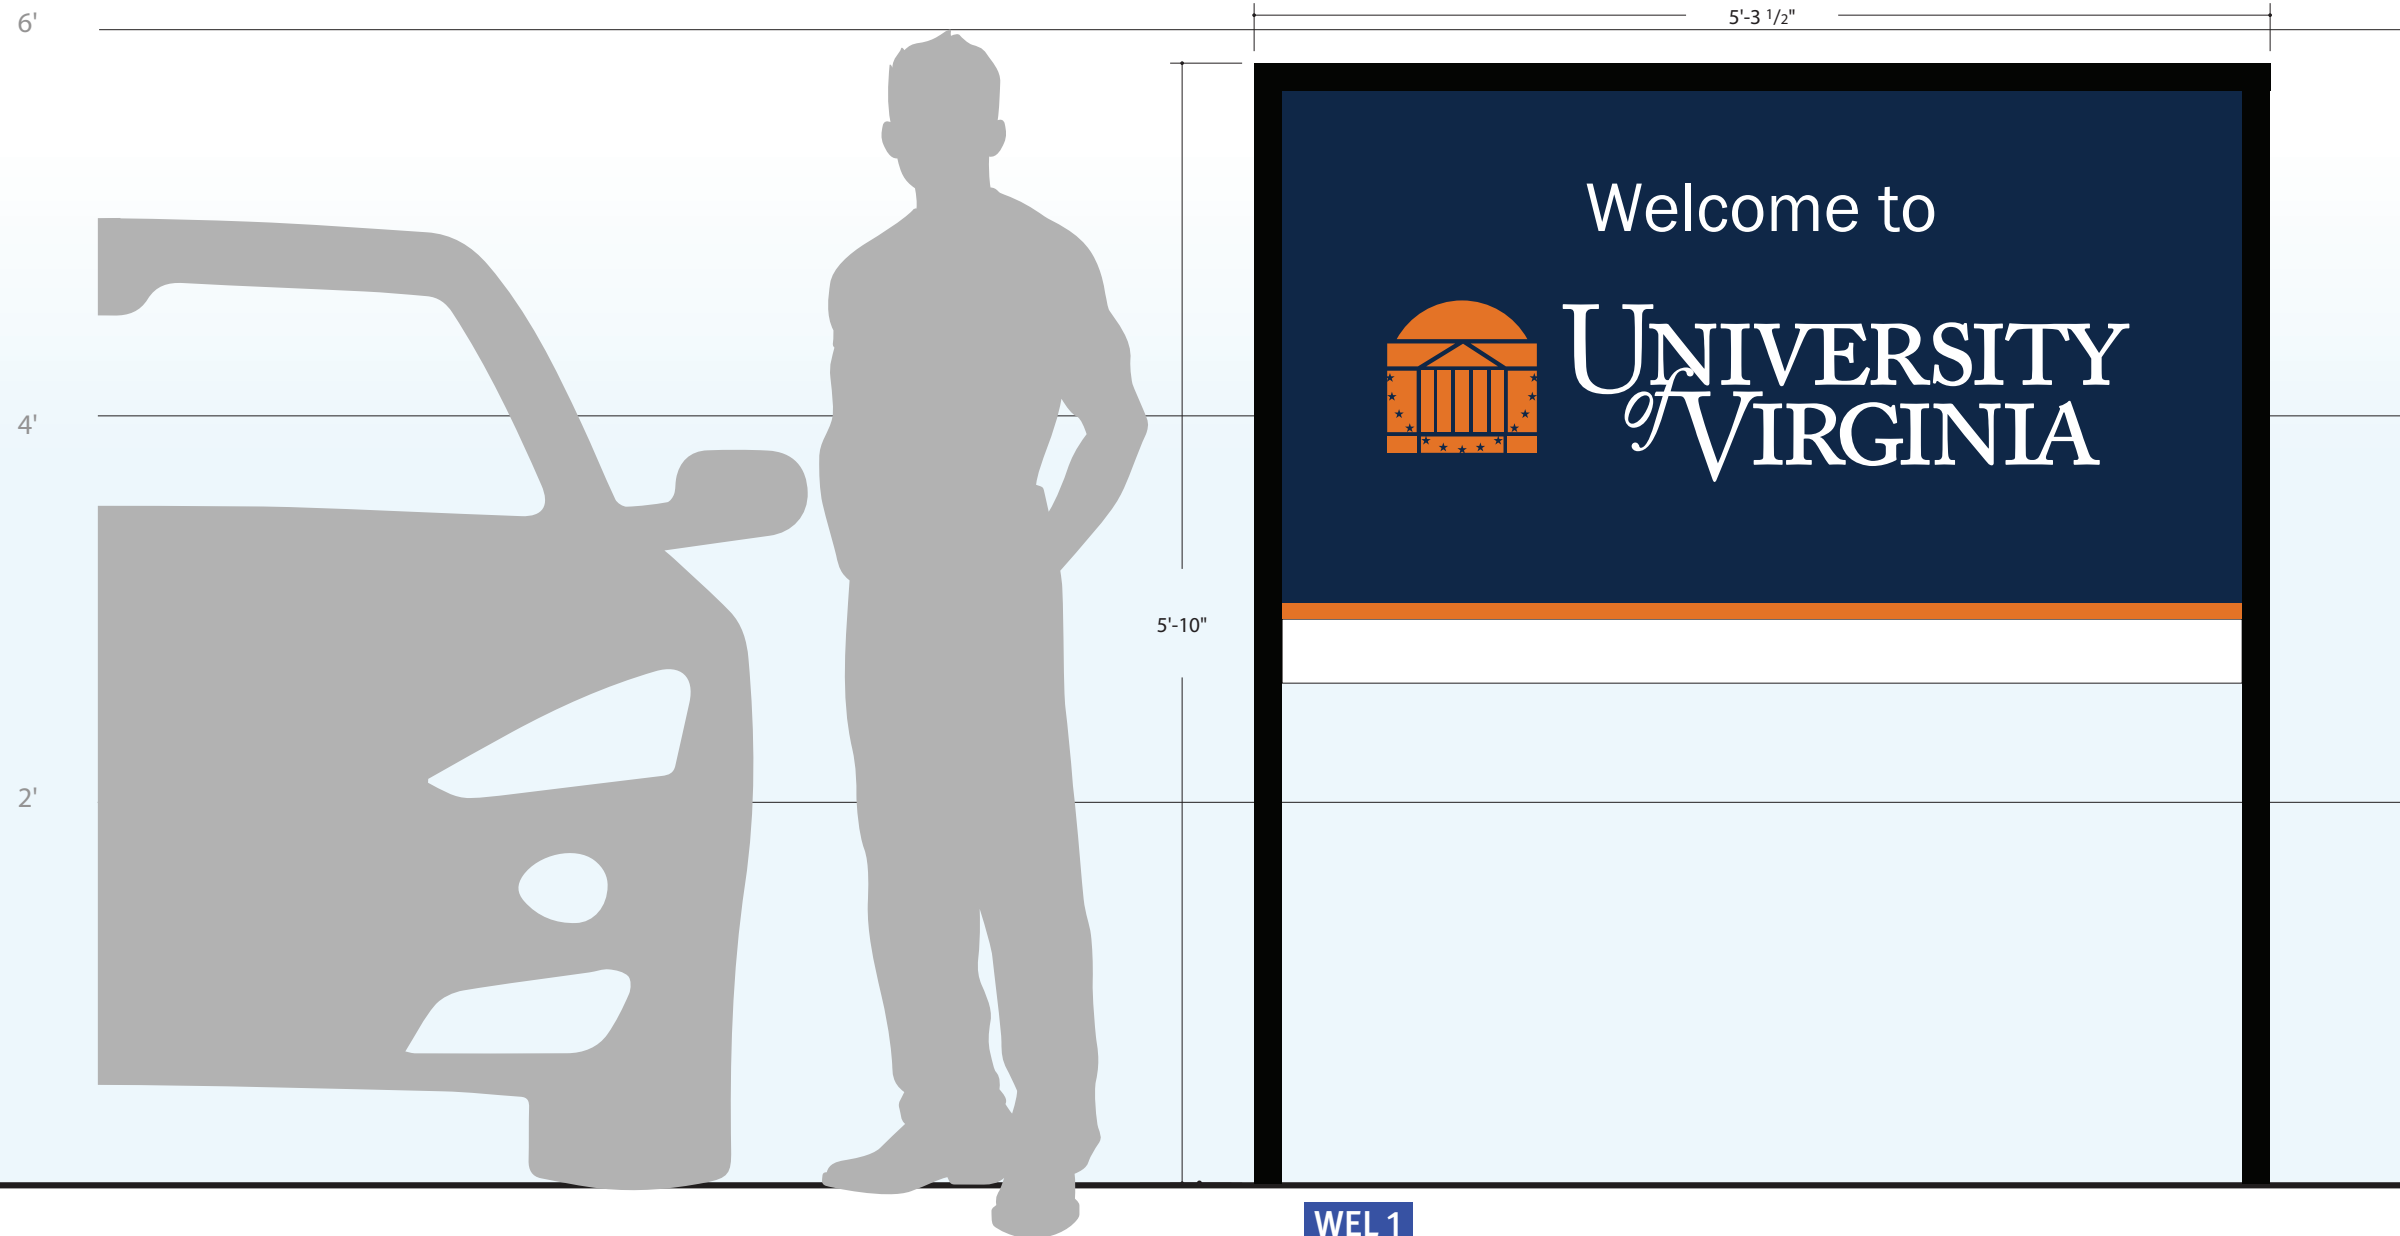 6'
5'-3 1/2"
Welcome to
UNIVERSITY
of VIRGINIA
4'
5'-10"
2'
WEL 1